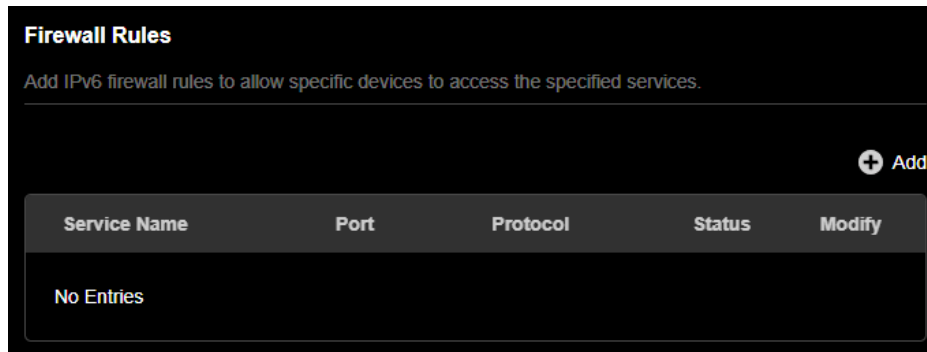 Firewall Rules
Add IPv6 firewall rules to allow specific devices to access the specified services.
Add
Service Name Port Protocol Status Modify
No Entries